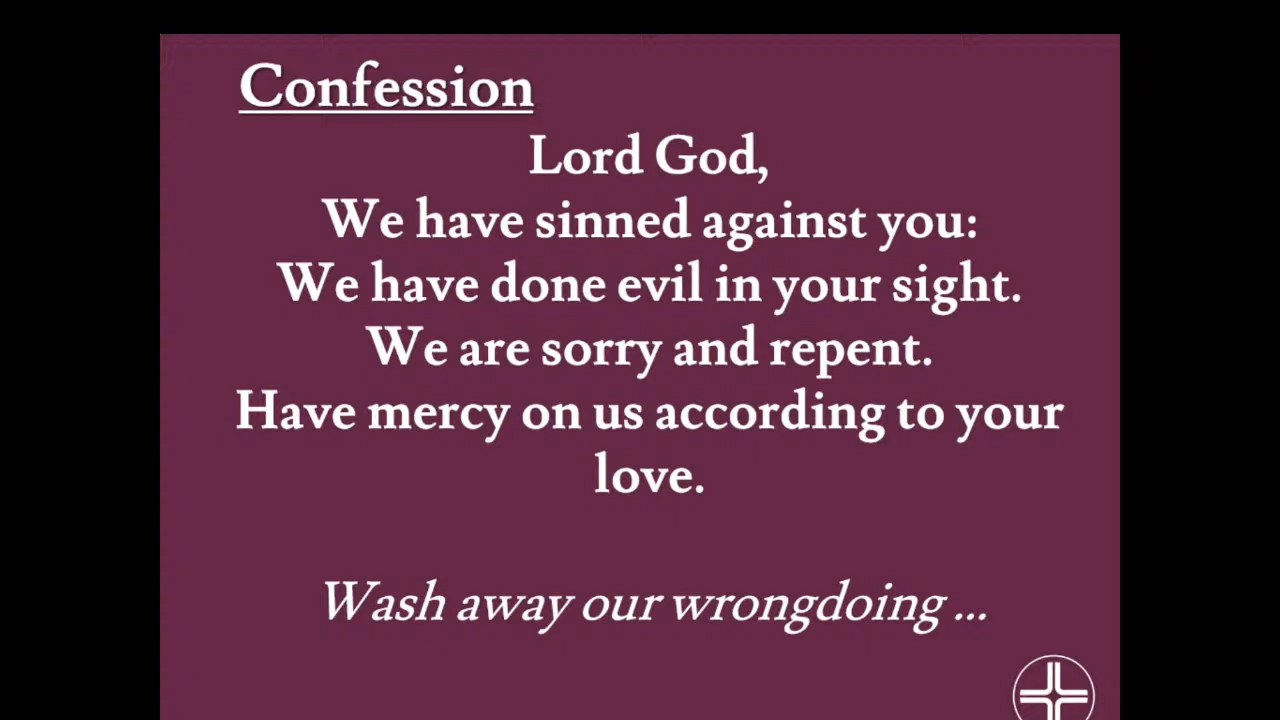 Confession
Lord God,
We have sinned against you:
We have done evil in your sight.
We are sorry and repent.
Have mercy on us according to your
love.
Wash away our wrongdoing ...